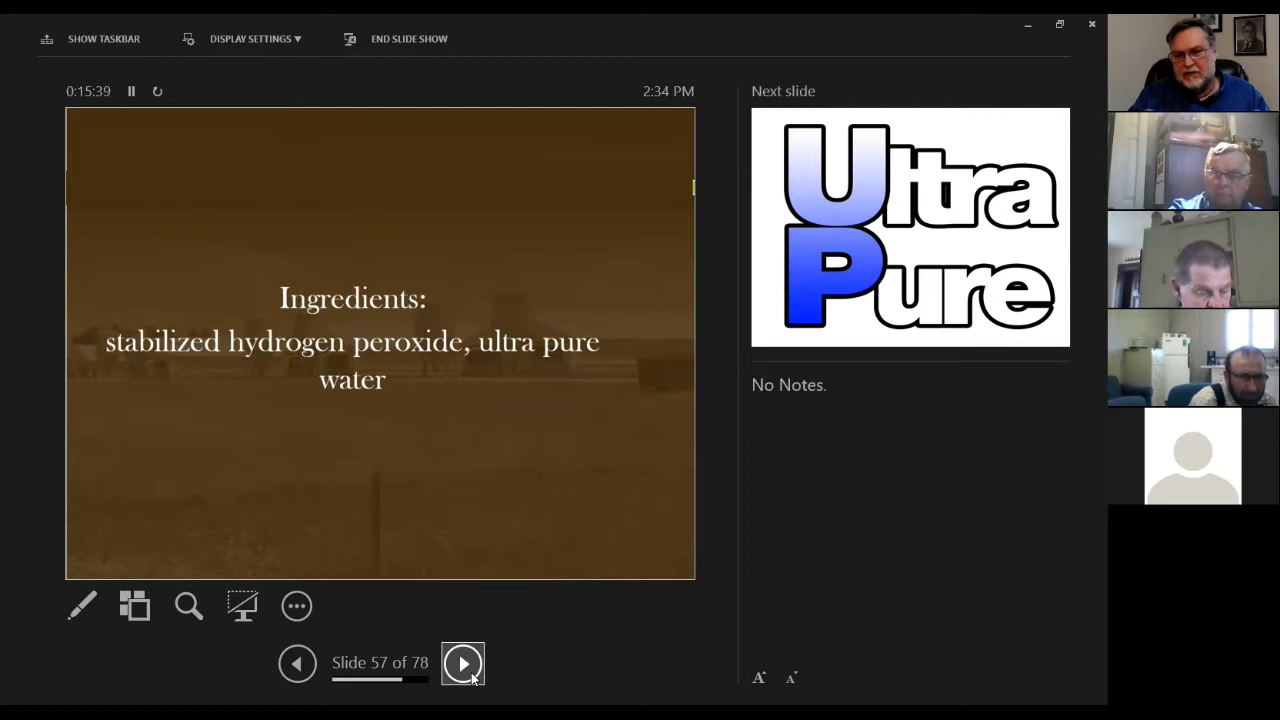 SHOW TASKBAR
DISPLAY SETTINGS ▼
END SLIDE SHOW
0:15:39
2:34 PM
Ingredients:
stabilized hydrogen peroxide, ultra pure
water
Next slide
Ultra
Pure
No Notes.
Slide 57 of 78
A A